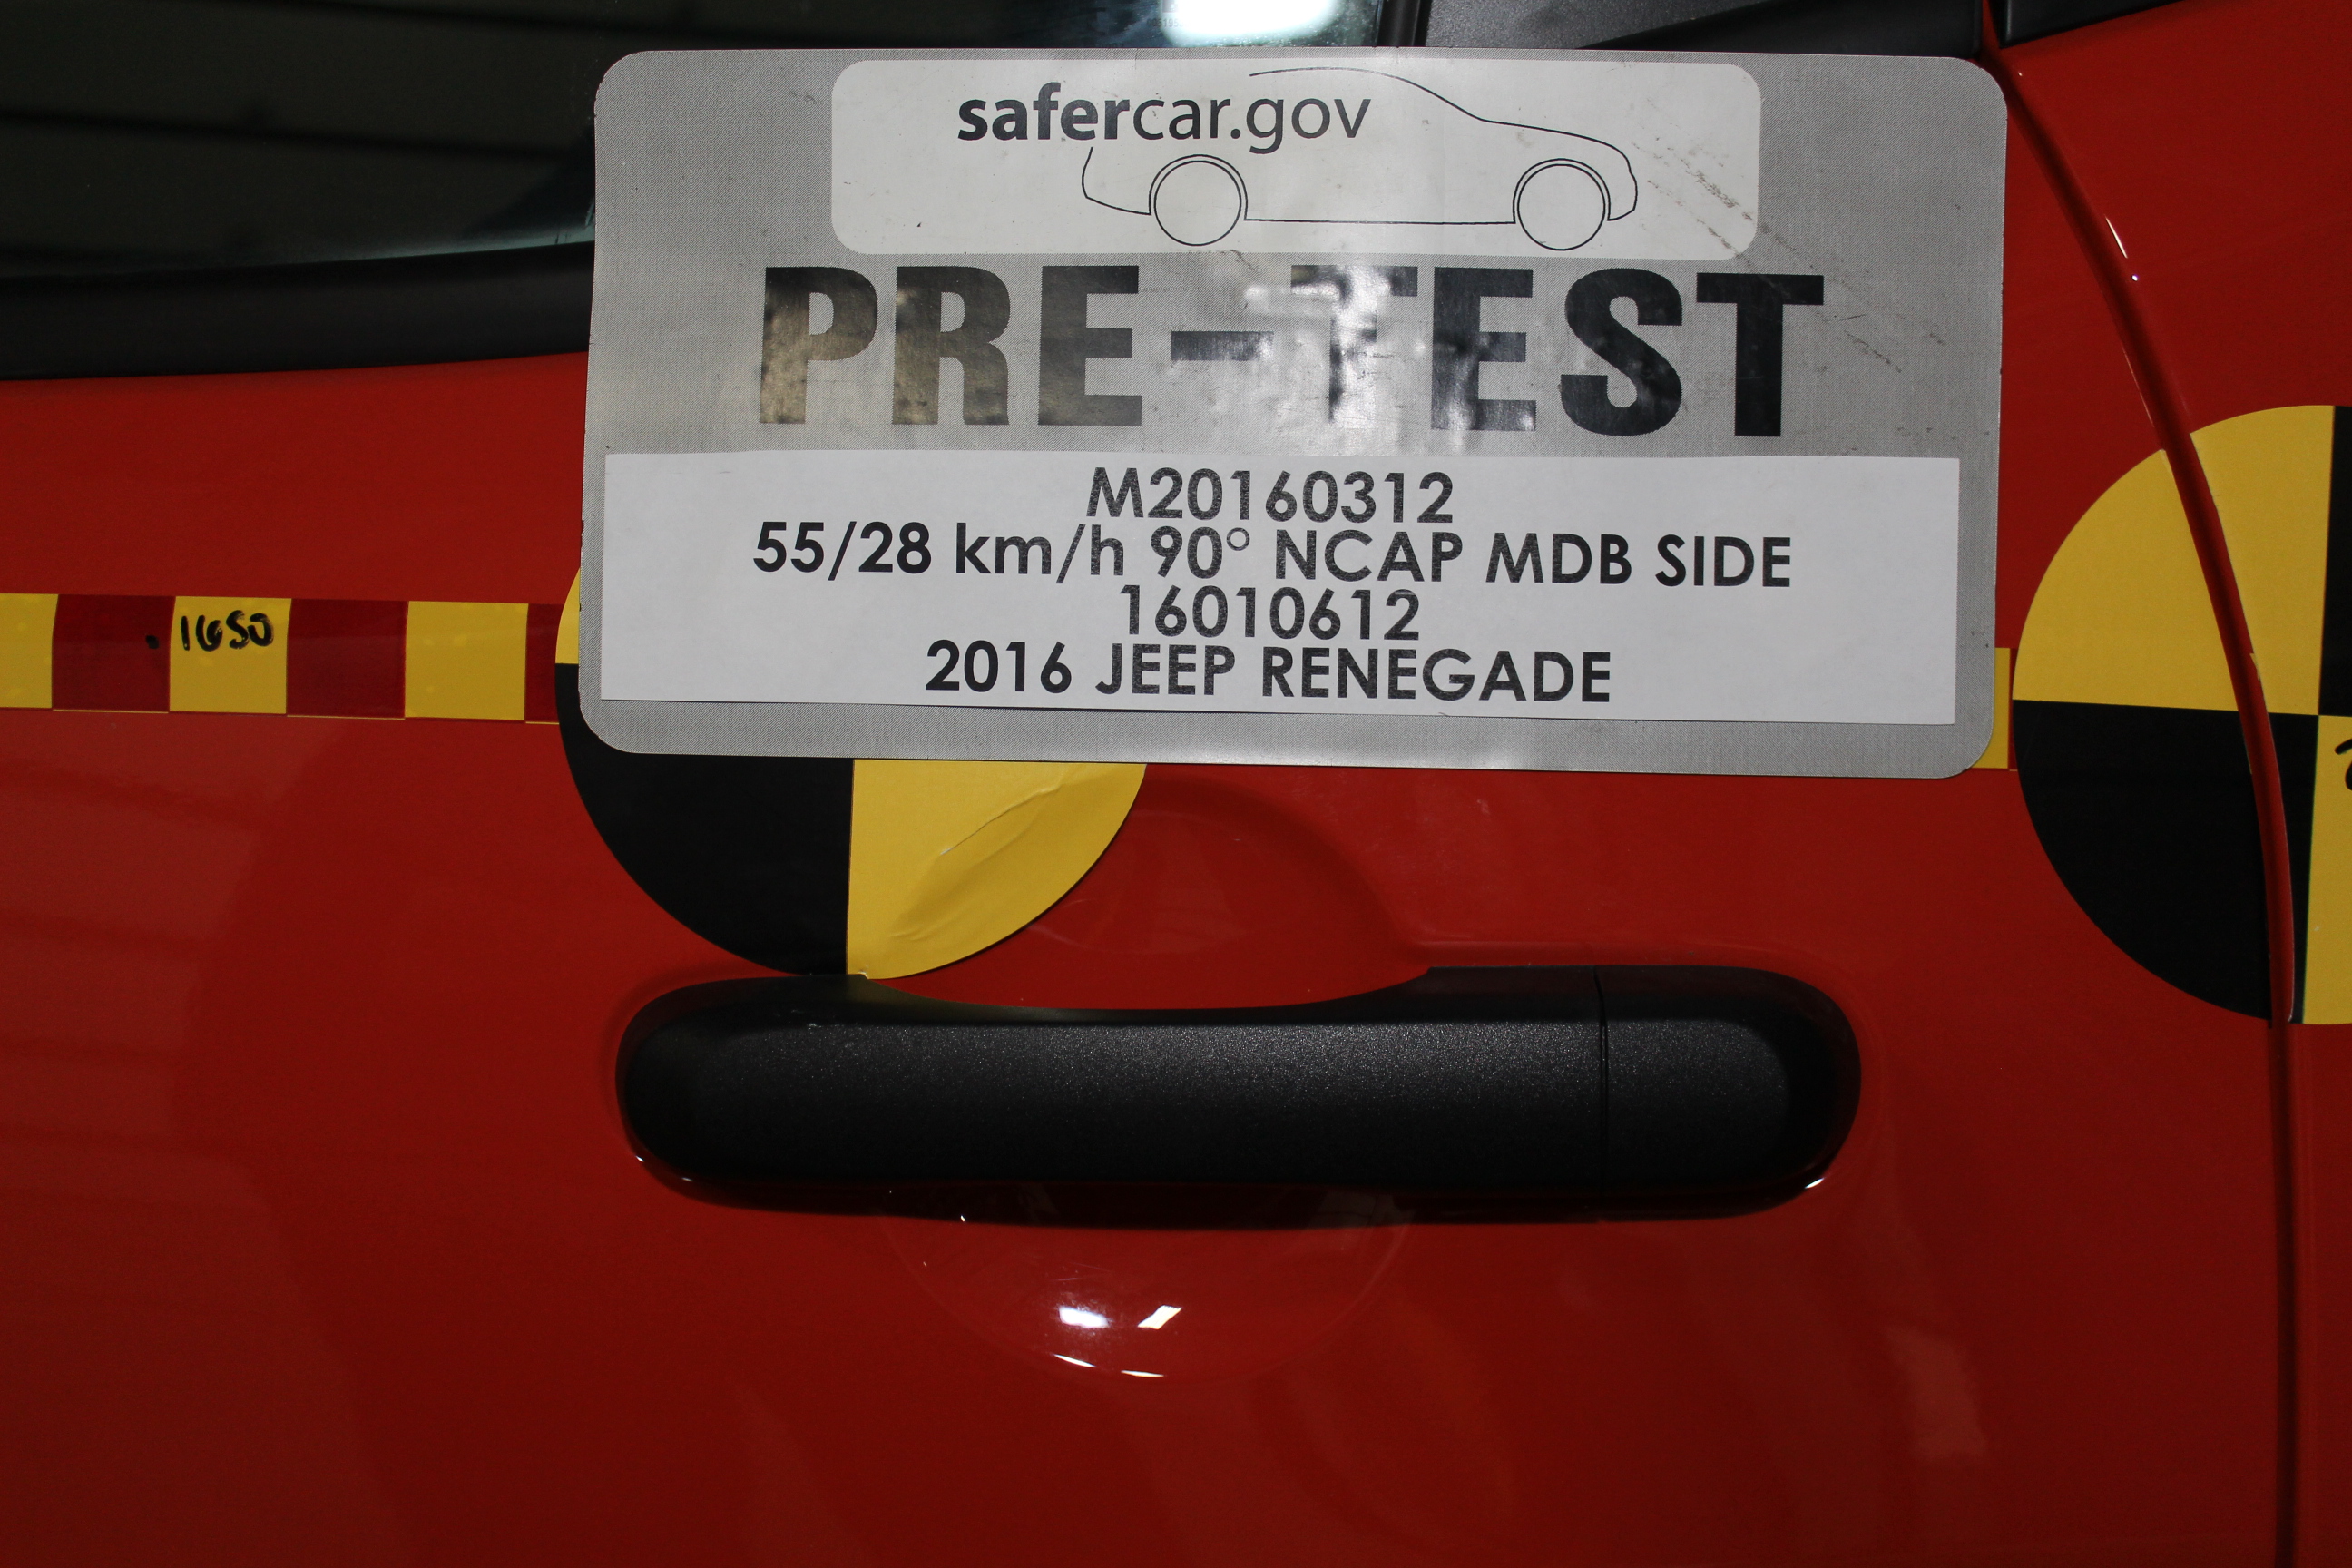 safercar.gov
PRE-TEST
M20160312
55/28 km/h 90° NCAP MDB SIDE
16010612
2016 JEEP RENEGADE
1650